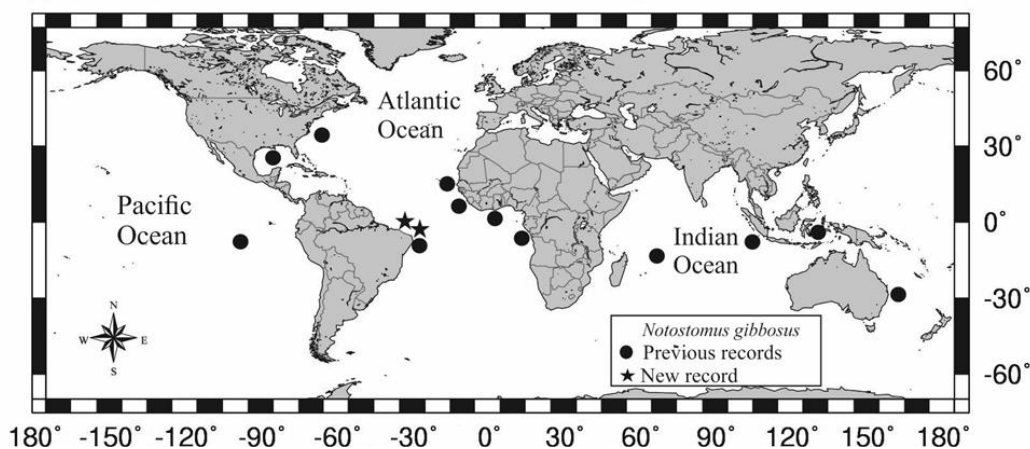 Atlantic
Ocean
Pacific
Ocean
Indian
Ocean
60°
30°
0°
-30°
-60°
N
W E
S
Notostomus gibbosus
Previous records
New record
180° -150° -120° -90° -60° -30° 0° 30° 60° 90° 120° 150° 180°